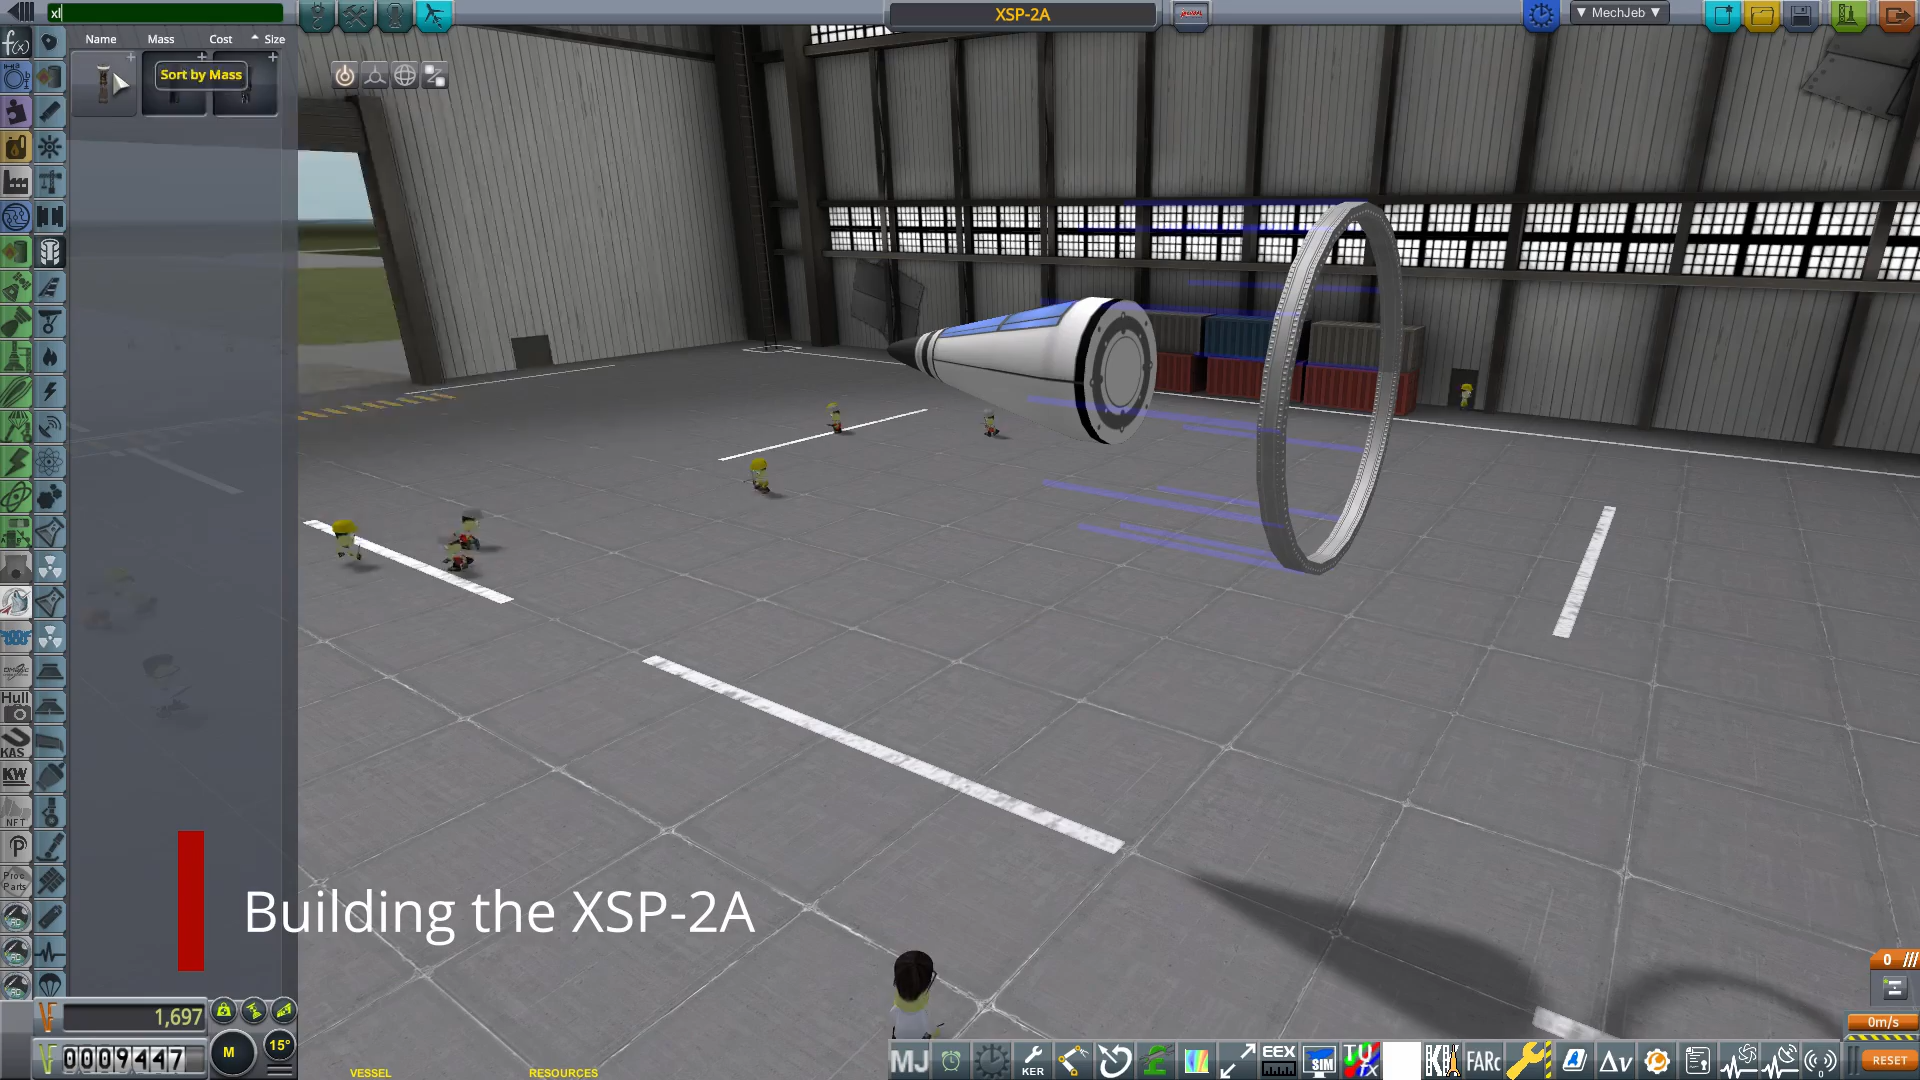 xl
XSP-2A
▼ MechJeb ▼
Name Mass Cost Size
Sort by Mass
Hull
KAS
KW
NFT
Proc
Parts
Building the XSP-2A
1,697
0009447
M
15°
VESSEL
RESOURCES
MJ
KER
EEX
SIM
FARc
Δv
0
0m/s
RESET